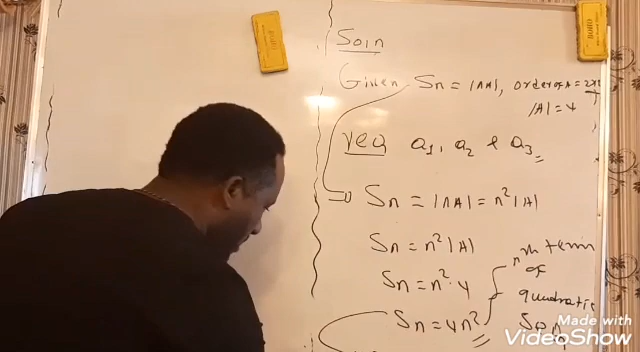 Soln
Given Sn = |nA|, order of A = 2x2
|A| = 4
req a₁, a₂ & a₃
Sn = |nA| = n²|A|
Sn = n²|A|
Sn = n²·4
Sn = 4n²
nth term
of
quadratic
Made with
VideoShow